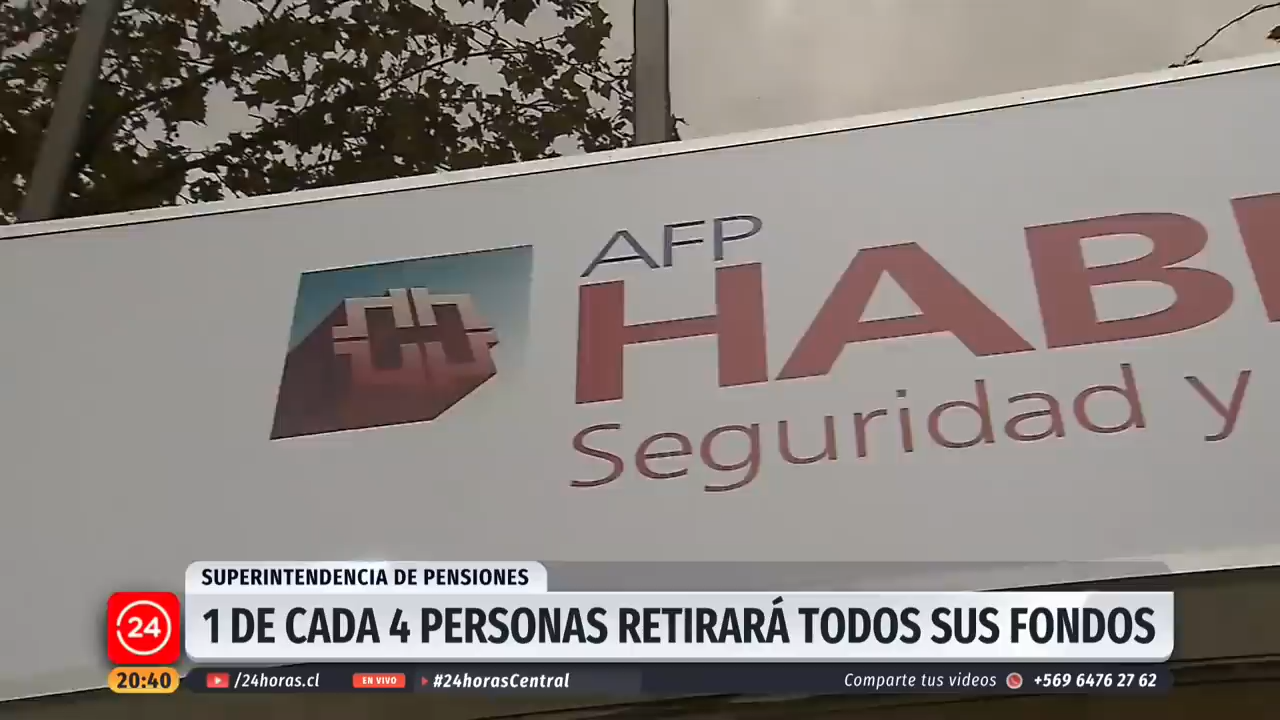 AFP
HABI
Seguridad y
SUPERINTENDENCIA DE PENSIONES
24
1 DE CADA 4 PERSONAS RETIRARÁ TODOS SUS FONDOS
20:40
/24horas.cl
EN VIVO
#24horasCentral
Comparte tus videos
+569 6476 27 62